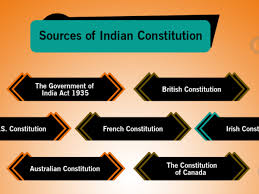 Sources of Indian Constitution
The Government of
India Act 1935
British Constitution
.S. Constitution
French Constitution
Irish Const
Australian Constitution
The Constitution
of Canada